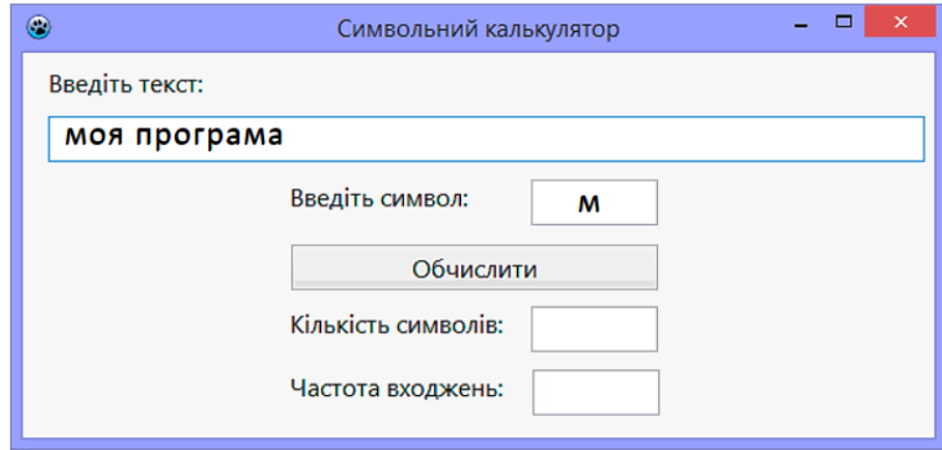 Символьний калькулятор
Введіть текст:
моя програма
Введіть символ: м
Обчислити
Кількість символів:
Частота входжень: